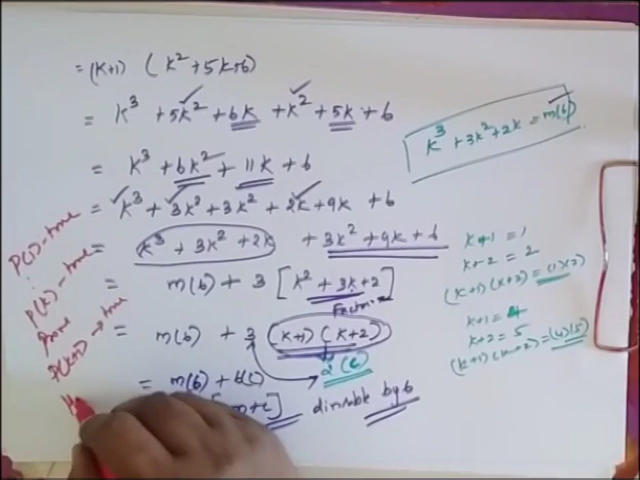 = (k+1) (k² + 5k+6)
= k³ + 5k² + 6k + k² + 5k + 6
= k³ + 6k² + 11k + 6
= k³ + 3k² + 3k² + 2k + 9k + 6
= k³ + 3k² + 2k + 3k² + 9k + 6
= m(6) + 3 [k² + 3k + 2]
= m(6) + 3 (k+1) (k+2)
2(c)
= m(6) + 6(c)
[m+c] divisible by 6
k³ + 3k² + 2k = m(6)
k+1 = 1
k+2 = 2
(k+1) (k+2) = (1)(2)
k+1 = 4
k+2 = 5
(k+1) (k+2) = (4)(5)
P(1) - true
P(k) - true
Prove
P(k+1) → true